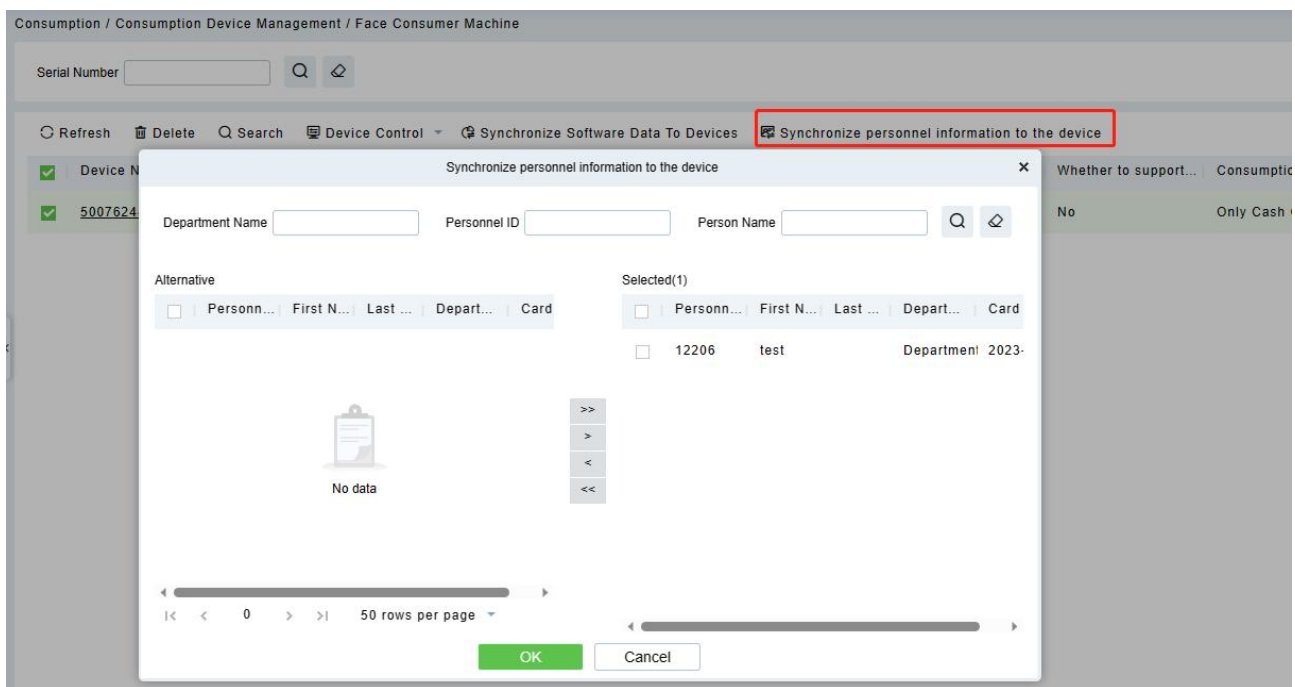 Consumption / Consumption Device Management / Face Consumer Machine
Serial Number
Refresh Delete Search Device Control Synchronize Software Data To Devices Synchronize personnel information to the device
Synchronize personnel information to the device ×
Device N Whether to support... Consumptio
5007624 No Only Cash
Department Name Personnel ID Person Name
Alternative Selected(1)
Personn... First N... Last ... Depart... Card Personn... First N... Last ... Depart... Card
12206 test Department 2023-
>>
>
<
<<
No data
|< < 0 > >| 50 rows per page
OK Cancel